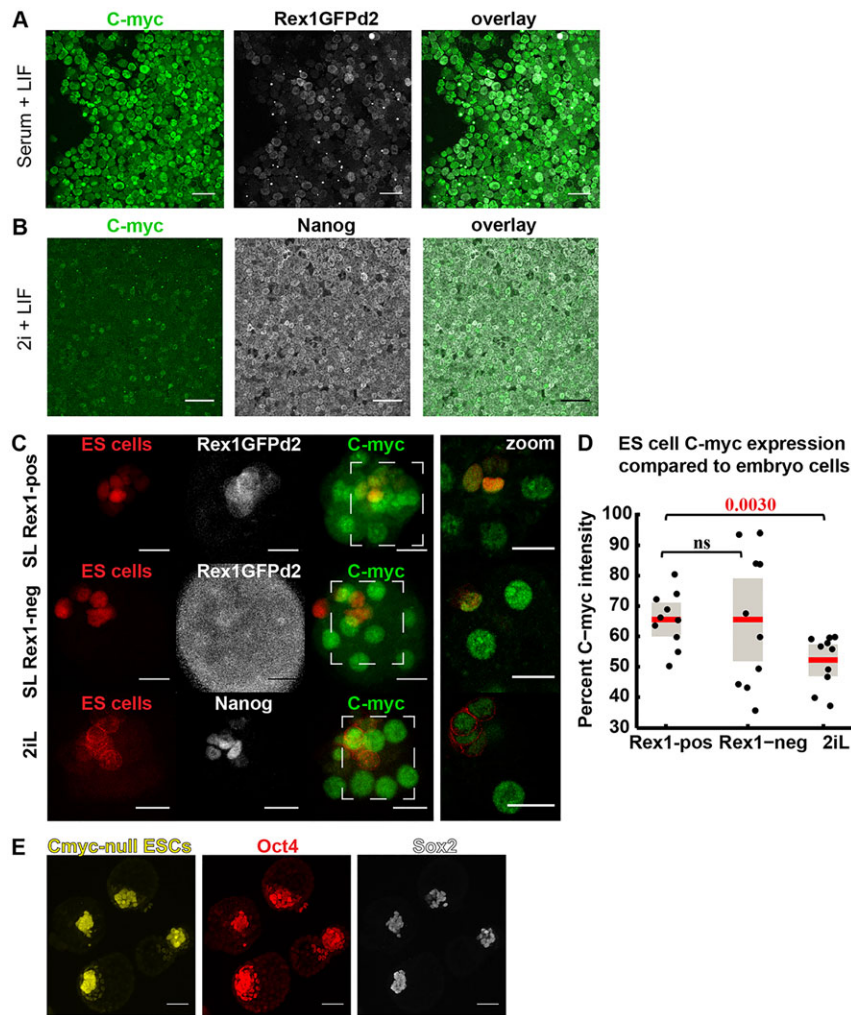 A
C-myc
Rex1GFPd2
overlay
Serum + LIF
B
C-myc
Nanog
overlay
2i + LIF
C
ES cells
Rex1GFPd2
C-myc
zoom
SL Rex1-pos
ES cells
Rex1GFPd2
C-myc
SL Rex1-neg
ES cells
Nanog
C-myc
2iL
D
ES cell C-myc expression
compared to embryo cells
0.0030
ns
Percent C-myc intensity
100
90
80
70
60
50
40
30
Rex1-pos
Rex1-neg
2iL
E
Cmyc-null ESCs
Oct4
Sox2